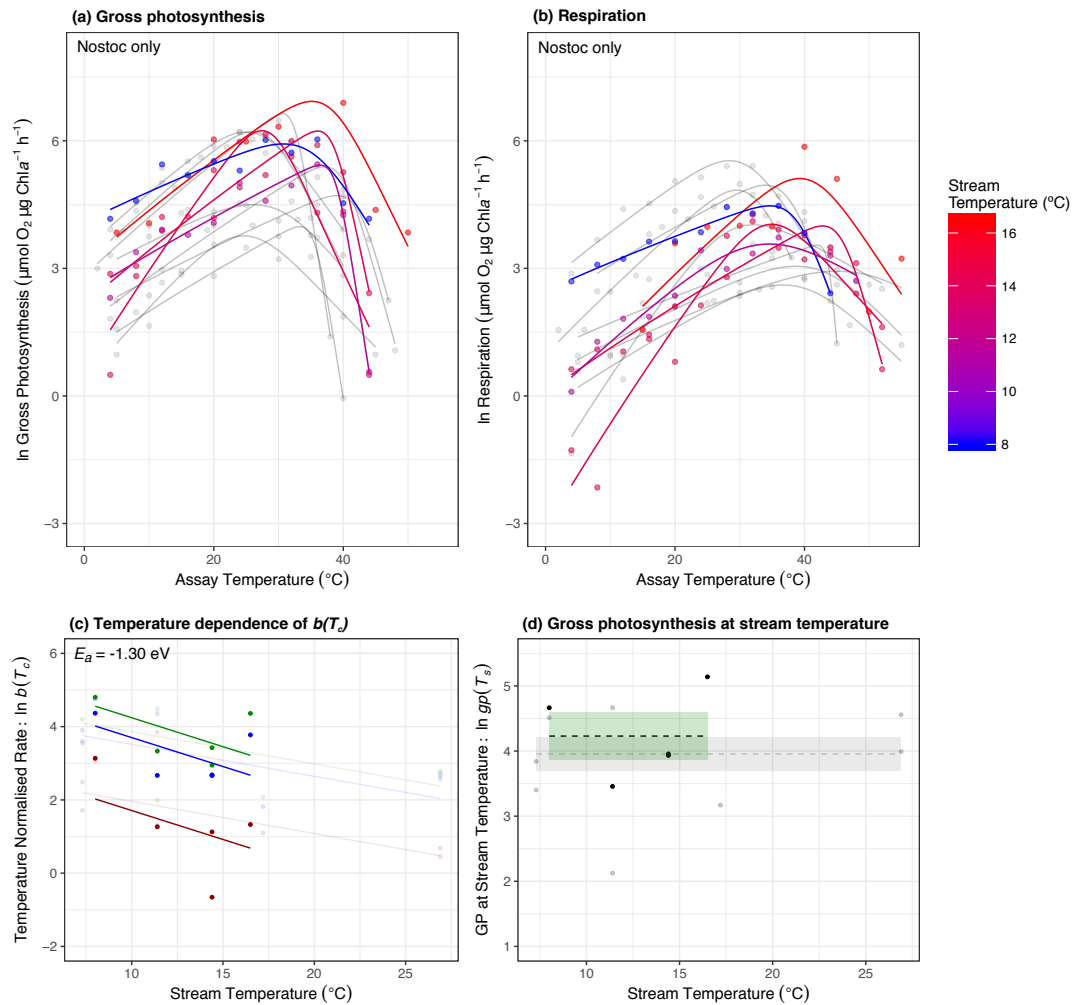 (a) Gross photosynthesis
(b) Respiration
Nostoc only
Nostoc only
ln Gross Photosynthesis (μmol O₂ μg Chla⁻¹ h⁻¹)
6
3
0
−3
0
20
40
Assay Temperature (°C)
ln Respiration (μmol O₂ μg Chla⁻¹ h⁻¹)
6
3
0
−3
0
20
40
Assay Temperature (°C)
Stream
Temperature (°C)
16
14
12
10
8
(c) Temperature dependence of b(Tc)
(d) Gross photosynthesis at stream temperature
Eₐ = -1.30 eV
Temperature Normalised Rate : ln b(Tc)
6
4
2
0
−2
10
15
20
25
Stream Temperature (°C)
GP at Stream Temperature : ln gp(Tₛ)
5
4
3
2
1
10
15
20
25
Stream Temperature (°C)